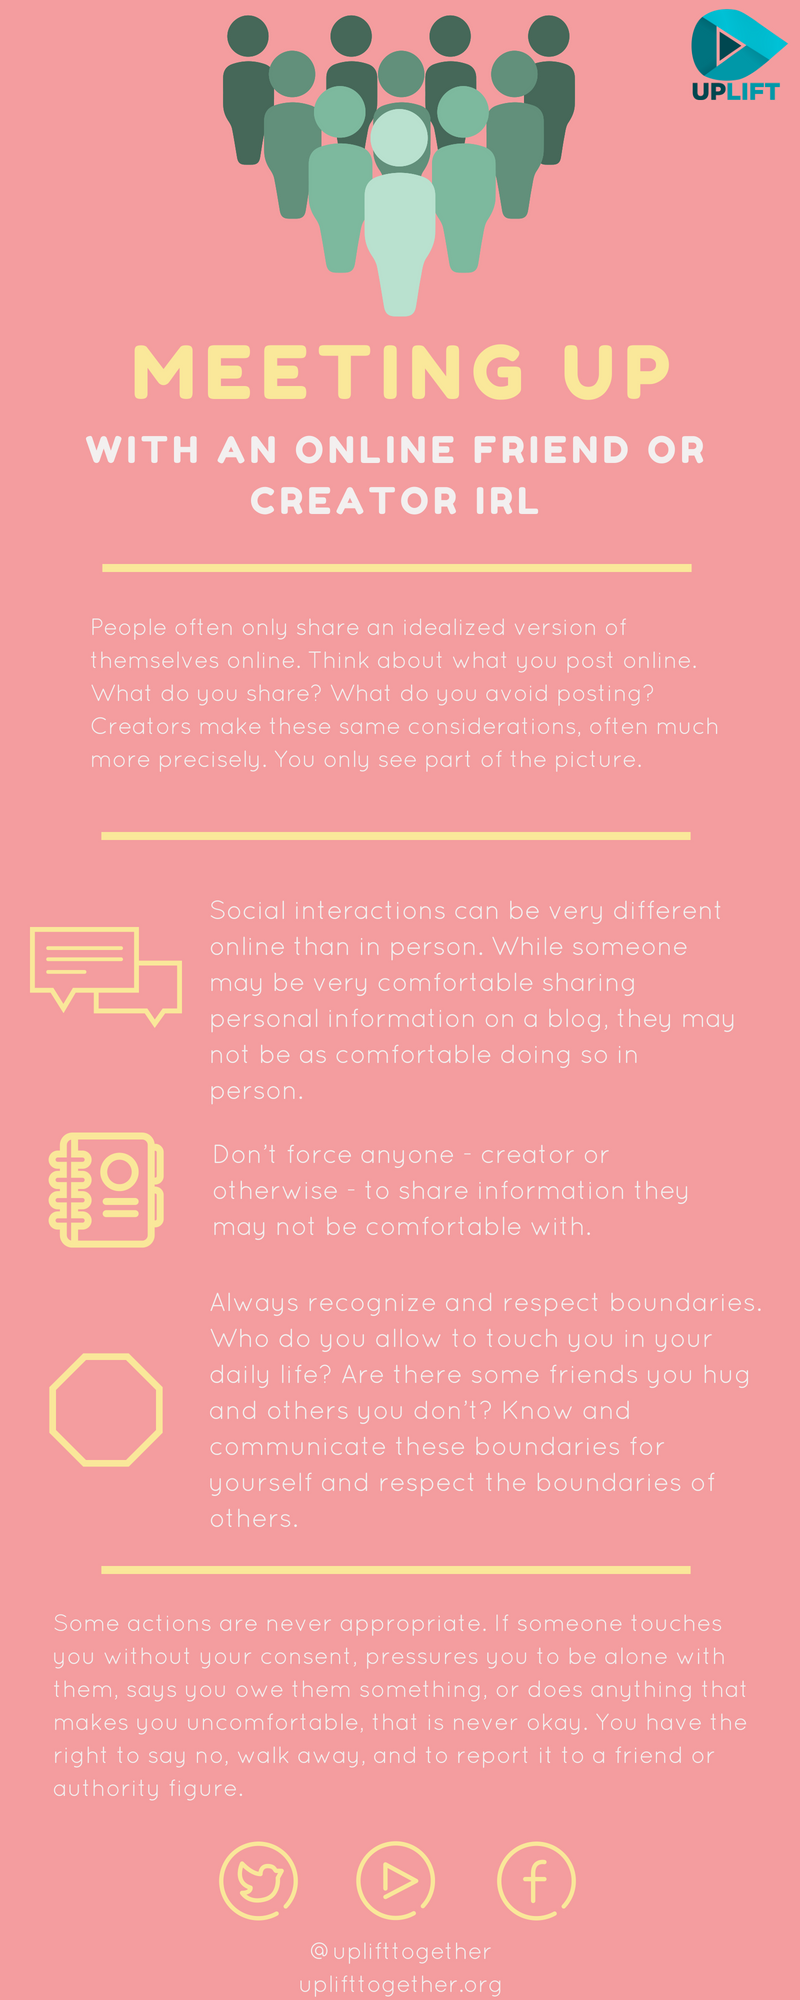 UPLIFT
MEETING UP
WITH AN ONLINE FRIEND OR
CREATOR IRL
People often only share an idealized version of
themselves online. Think about what you post online.
What do you share? What do you avoid posting?
Creators make these same considerations, often much
more precisely. You only see part of the picture.
Social interactions can be very different
online than in person. While someone
may be very comfortable sharing
personal information on a blog, they may
not be as comfortable doing so in
person.
Don't force anyone - creator or
otherwise - to share information they
may not be comfortable with.
Always recognize and respect boundaries.
Who do you allow to touch you in your
daily life? Are there some friends you hug
and others you don't? Know and
communicate these boundaries for
yourself and respect the boundaries of
others.
Some actions are never appropriate. If someone touches
you without your consent, pressures you to be alone with
them, says you owe them something, or does anything that
makes you uncomfortable, that is never okay. You have the
right to say no, walk away, and to report it to a friend or
authority figure.
@uplifttogether
uplifttogether.org